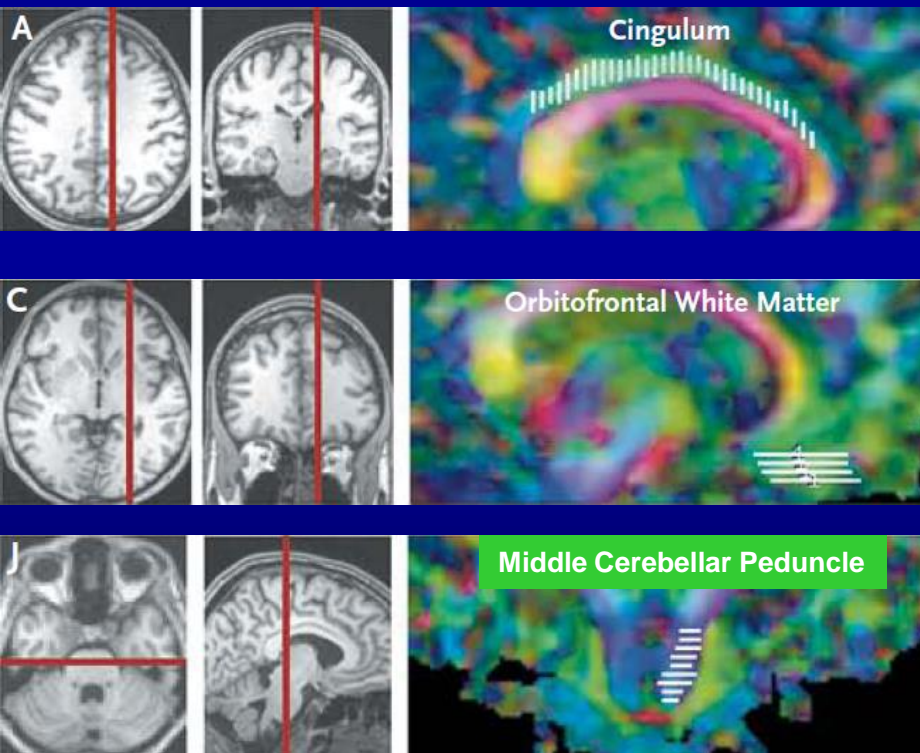 A
Cingulum
C
Orbitofrontal White Matter
J
Middle Cerebellar Peduncle